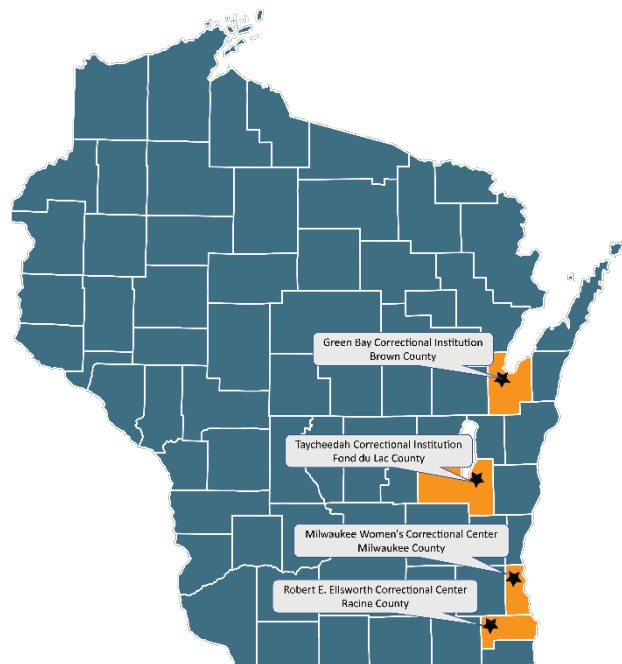 Green Bay Correctional Institution
Brown County
Taycheedah Correctional Institution
Fond du Lac County
Milwaukee Women's Correctional Center
Milwaukee County
Robert E. Ellsworth Correctional Center
Racine County